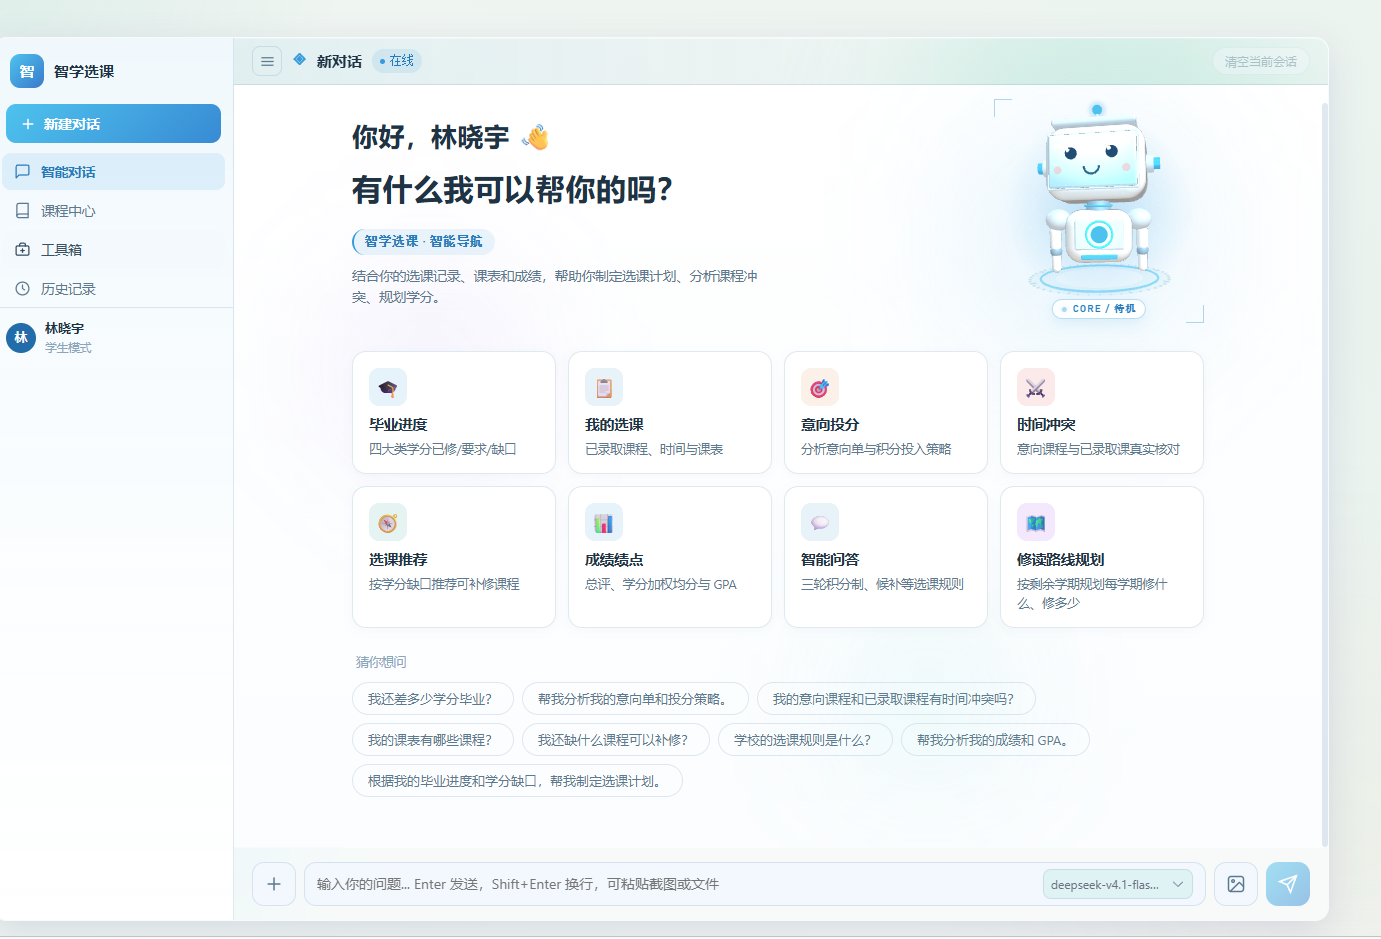 智
智学选课
新建对话
智能对话
课程中心
工具箱
历史记录
林
林晓宇
学生模式
新对话
在线
清空当前会话
你好，林晓宇
有什么我可以帮你的吗？
智学选课 · 智能导航
结合你的选课记录、课表和成绩，帮助你制定选课计划、分析课程冲
突、规划学分。
CORE / 待机
毕业进度
四大类学分已修/要求/缺口
我的选课
已录取课程、时间与课表
意向投分
分析意向单与积分投入策略
时间冲突
意向课程与已录取课真实核对
选课推荐
按学分缺口推荐可补修课程
成绩绩点
总评、学分加权均分与 GPA
智能问答
三轮积分制、候补等选课规则
修读路线规划
按剩余学期规划每学期修什
么、修多少
猜你想问
我还差多少学分毕业？
帮我分析我的意向单和投分策略。
我的意向课程和已录取课程有时间冲突吗？
我的课表有哪些课程？
我还缺什么课程可以补修？
学校的选课规则是什么？
帮我分析我的成绩和 GPA。
根据我的毕业进度和学分缺口，帮我制定选课计划。
输入你的问题... Enter 发送，Shift+Enter 换行，可粘贴截图或文件
deepseek-v4.1-flas...